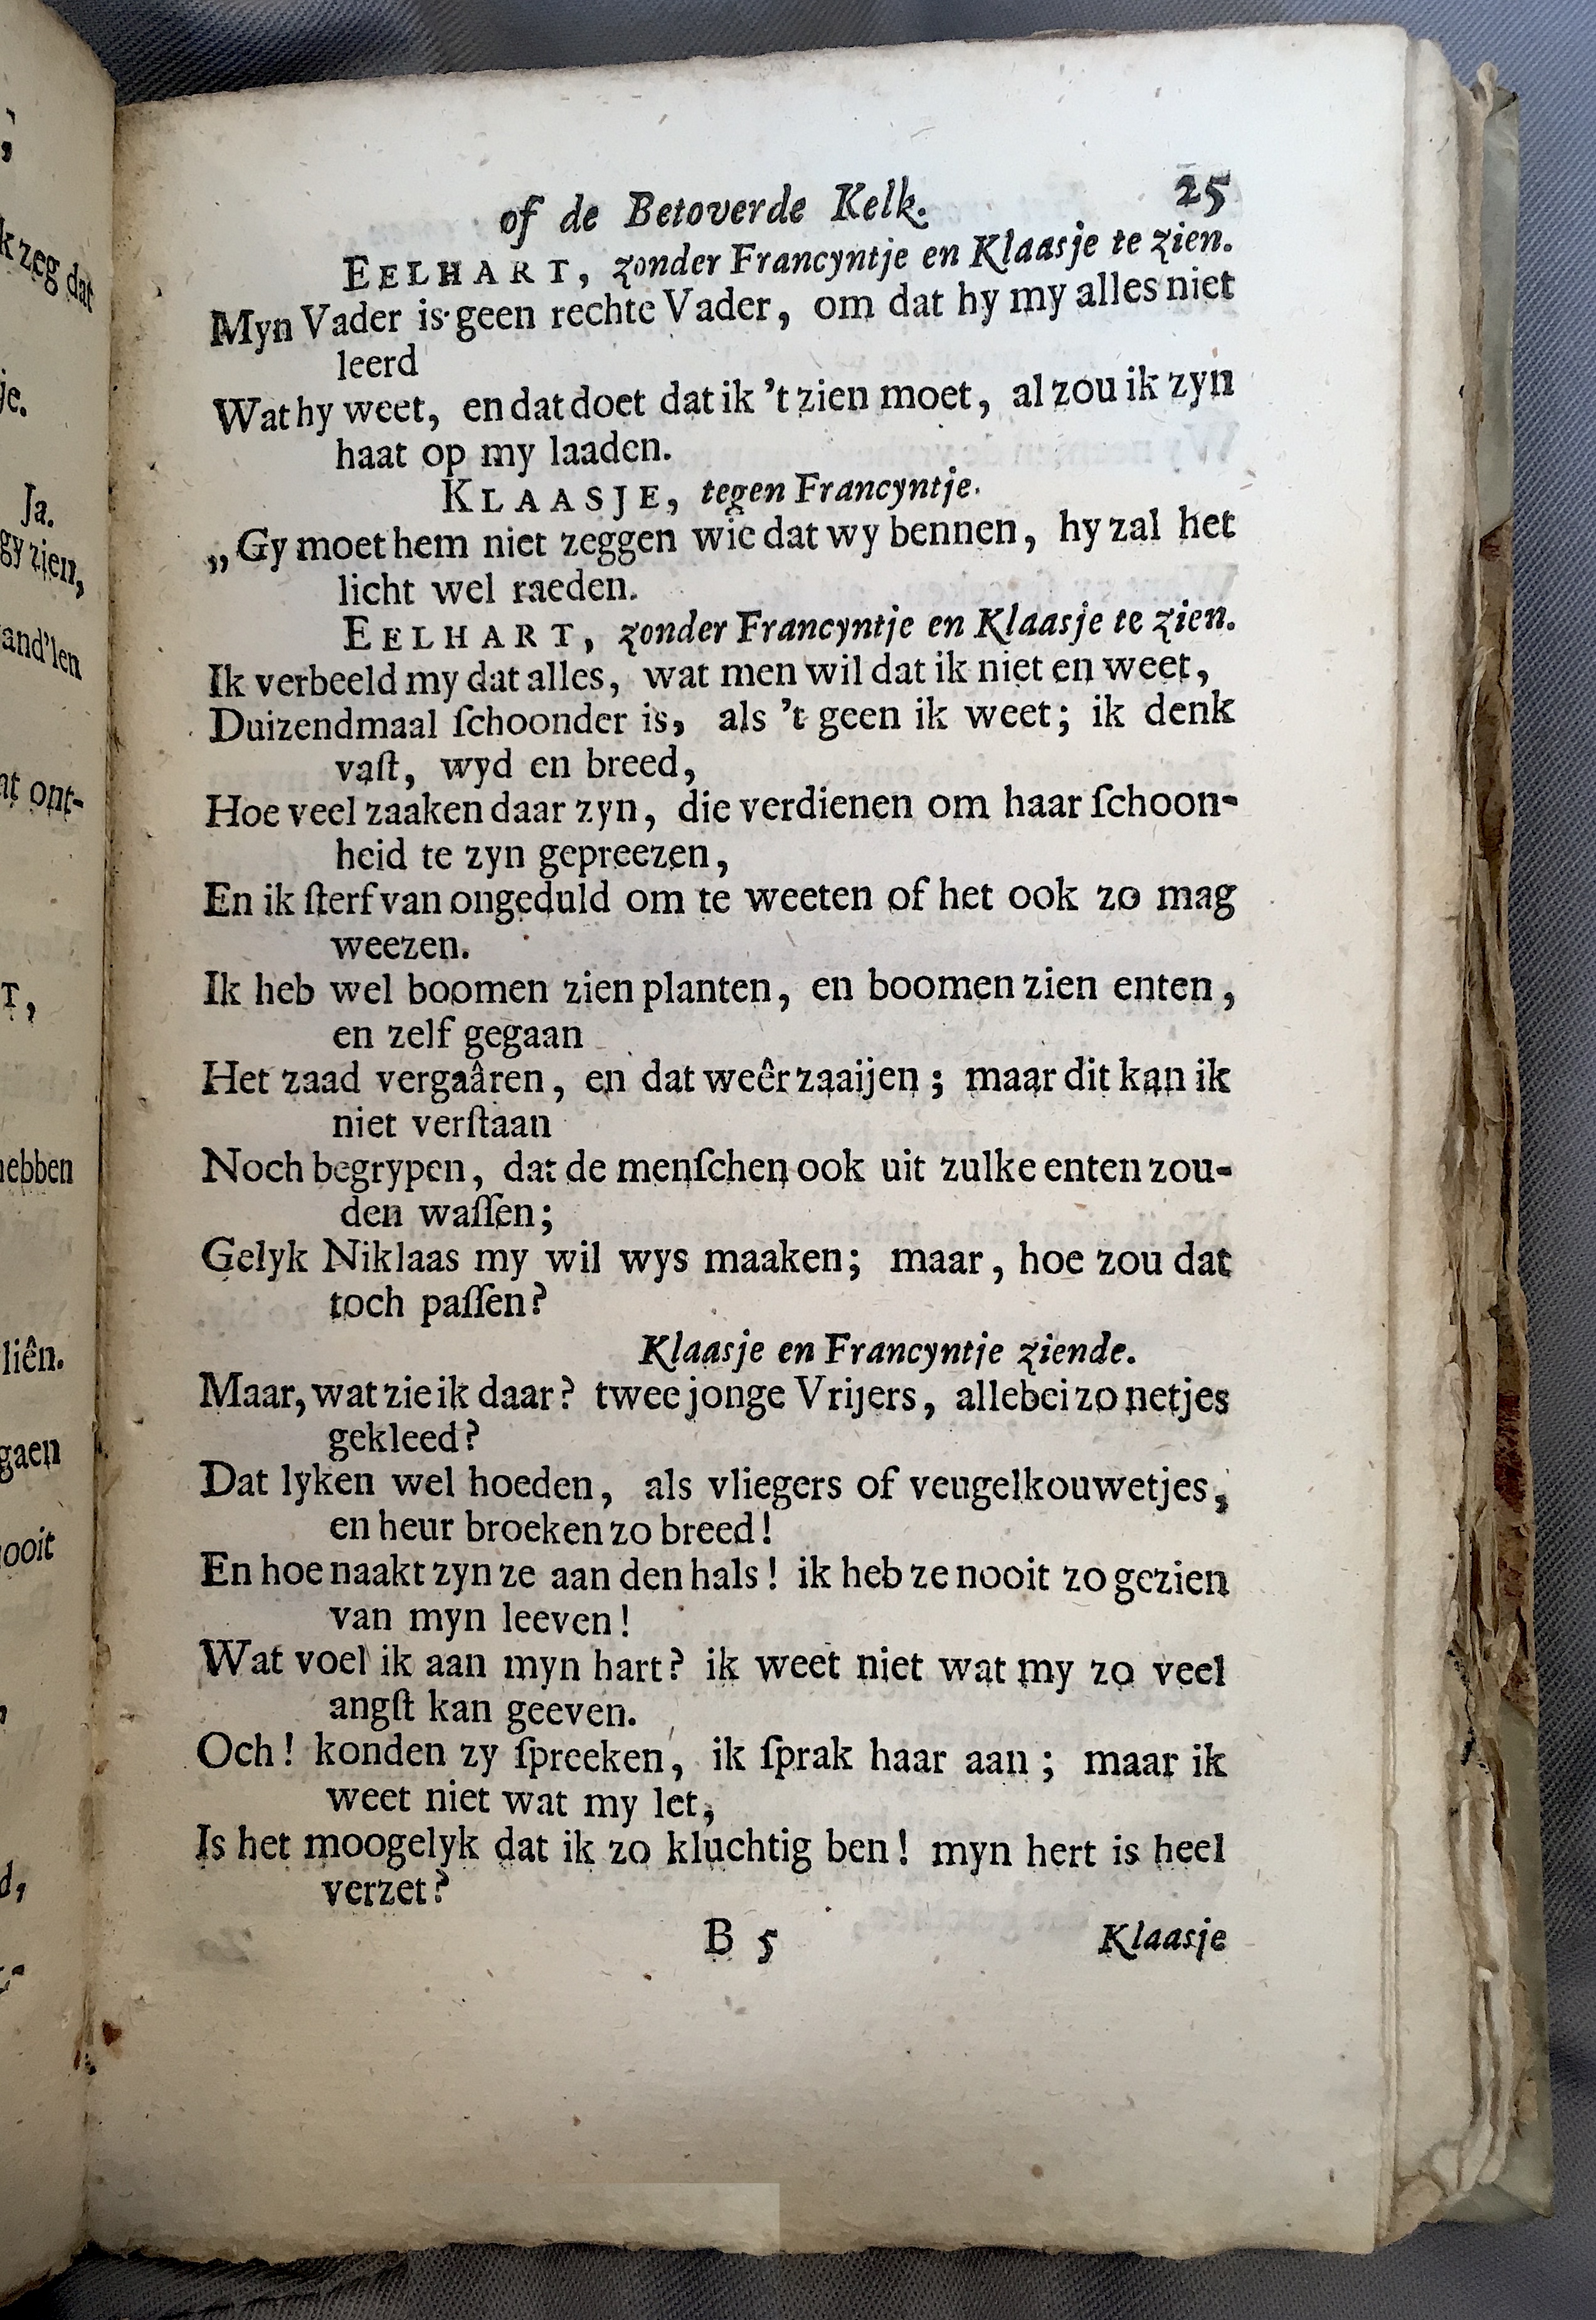 k zeg dat
je.
Ja.
gy zien,
and'len
ont-
T,
hebben
liên.
gaen
ooit
d,
of de Betoverde Kelk. 25
EELHART, zonder Francyntje en Klaasje te zien.
Myn Vader is geen rechte Vader, om dat hy my alles niet
leerd
Wat hy weet, en dat doet dat ik 't zien moet, al zou ik zyn
haat op my laaden.
KLAASJE, tegen Francyntje.
„Gy moet hem niet zeggen wie dat wy bennen, hy zal het
licht wel raeden.
EELHART, zonder Francyntje en Klaasje te zien.
Ik verbeeld my dat alles, wat men wil dat ik niet en weet,
Duizendmaal ſchoonder is, als 't geen ik weet; ik denk
vaſt, wyd en breed,
Hoe veel zaaken daar zyn, die verdienen om haar ſchoon-
heid te zyn gepreezen,
En ik ſterf van ongeduld om te weeten of het ook zo mag
weezen.
Ik heb wel boomen zien planten, en boomen zien enten,
en zelf gegaan
Het zaad vergaâren, en dat weêr zaaijen; maar dit kan ik
niet verſtaan
Noch begrypen, dat de menſchen ook uit zulke enten zou-
den waſſen;
Gelyk Niklaas my wil wys maaken; maar, hoe zou dat
toch paſſen?
Klaasje en Francyntje ziende.
Maar, wat zie ik daar? twee jonge Vrijers, allebei zo netjes
gekleed?
Dat lyken wel hoeden, als vliegers of veugelkouwetjes,
en heur broeken zo breed!
En hoe naakt zyn ze aan den hals! ik heb ze nooit zo gezien
van myn leeven!
Wat voel ik aan myn hart? ik weet niet wat my zo veel
angſt kan geeven.
Och! konden zy ſpreeken, ik ſprak haar aan; maar ik
weet niet wat my let,
Is het moogelyk dat ik zo kluchtig ben! myn hert is heel
verzet?
B 5 Klaasje